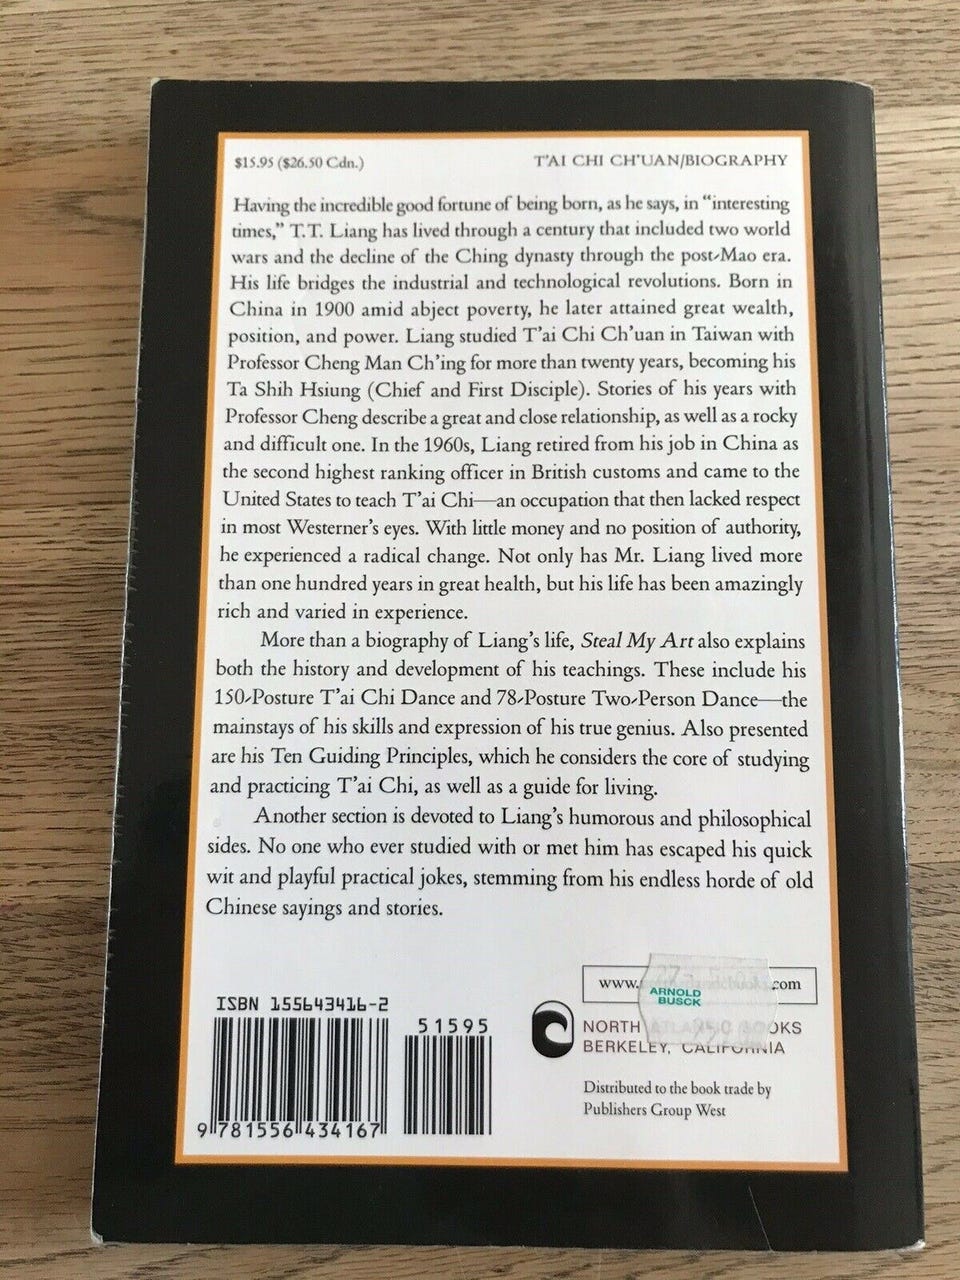 $15.95 ($26.50 Cdn.)
T'AI CHI CH'UAN/BIOGRAPHY
Having the incredible good fortune of being born, as he says, in “interesting
times,” T.T. Liang has lived through a century that included two world
wars and the decline of the Ching dynasty through the post-Mao era.
His life bridges the industrial and technological revolutions. Born in
China in 1900 amid abject poverty, he later attained great wealth,
position, and power. Liang studied T'ai Chi Ch'uan in Taiwan with
Professor Cheng Man Ch'ing for more than twenty years, becoming his
Ta Shih Hsiung (Chief and First Disciple). Stories of his years with
Professor Cheng describe a great and close relationship, as well as a rocky
and difficult one. In the 1960s, Liang retired from his job in China as
the second highest ranking officer in British customs and came to the
United States to teach T'ai Chi—an occupation that then lacked respect
in most Westerner's eyes. With little money and no position of authority,
he experienced a radical change. Not only has Mr. Liang lived more
than one hundred years in great health, but his life has been amazingly
rich and varied in experience.
More than a biography of Liang's life, Steal My Art also explains
both the history and development of his teachings. These include his
150-Posture T'ai Chi Dance and 78-Posture Two-Person Dance—the
mainstays of his skills and expression of his true genius. Also presented
are his Ten Guiding Principles, which he considers the core of studying
and practicing T'ai Chi, as well as a guide for living.
Another section is devoted to Liang's humorous and philosophical
sides. No one who ever studied with or met him has escaped his quick
wit and playful practical jokes, stemming from his endless horde of old
Chinese sayings and stories.
ISBN 155643416-2
51595
9 781556 434167
www. .com
ARNOLD
BUSCK
NORTH ATLANTIC BOOKS
BERKELEY, CALIFORNIA
Distributed to the book trade by
Publishers Group West